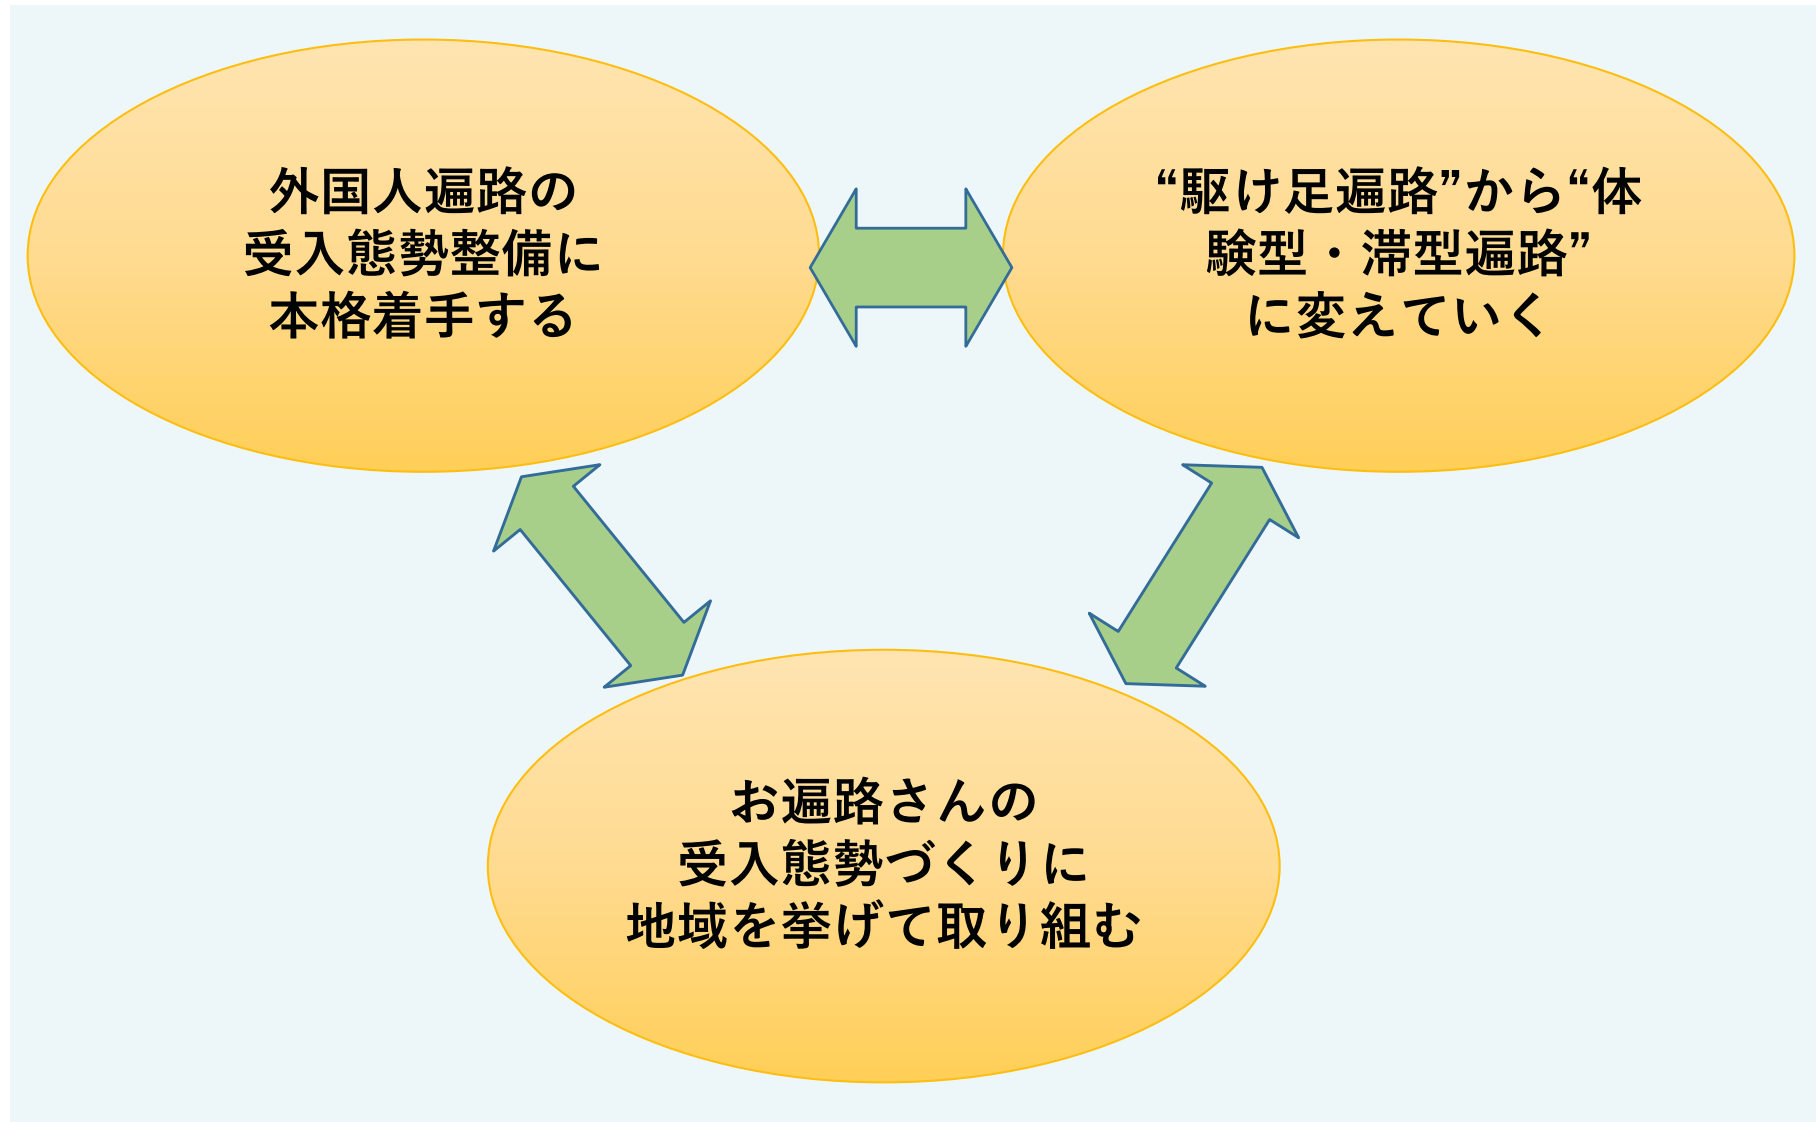 外国人遍路の
受入態勢整備に
本格着手する
“駆け足遍路”から“体
験型・滞型遍路”
に変えていく
お遍路さんの
受入態勢づくりに
地域を挙げて取り組む